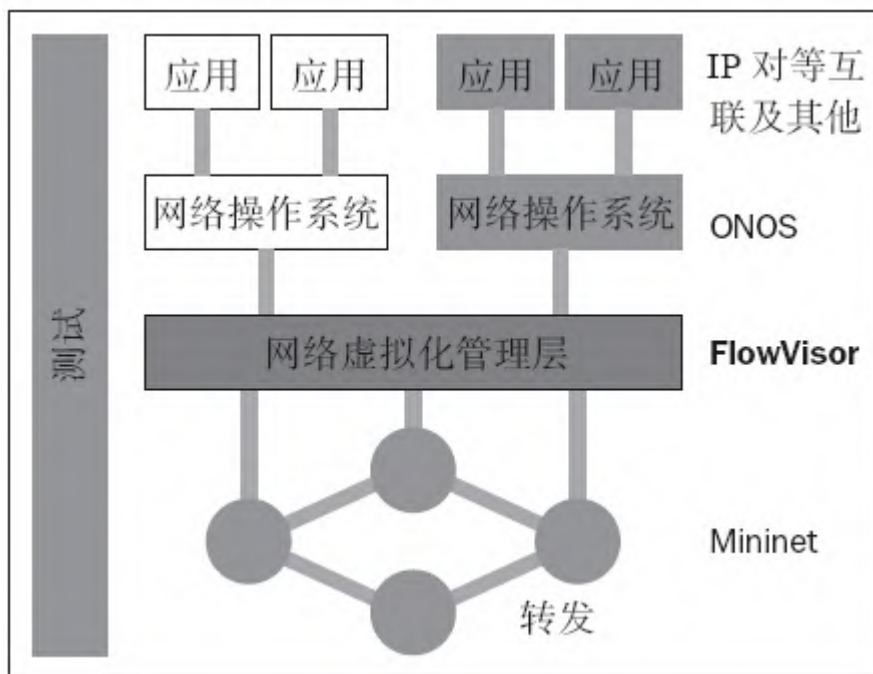 应用 应用 应用 应用 IP 对等互
联及其他
网络操作系统 网络操作系统 ONOS
测试
网络虚拟化管理层 FlowVisor
Mininet
转发